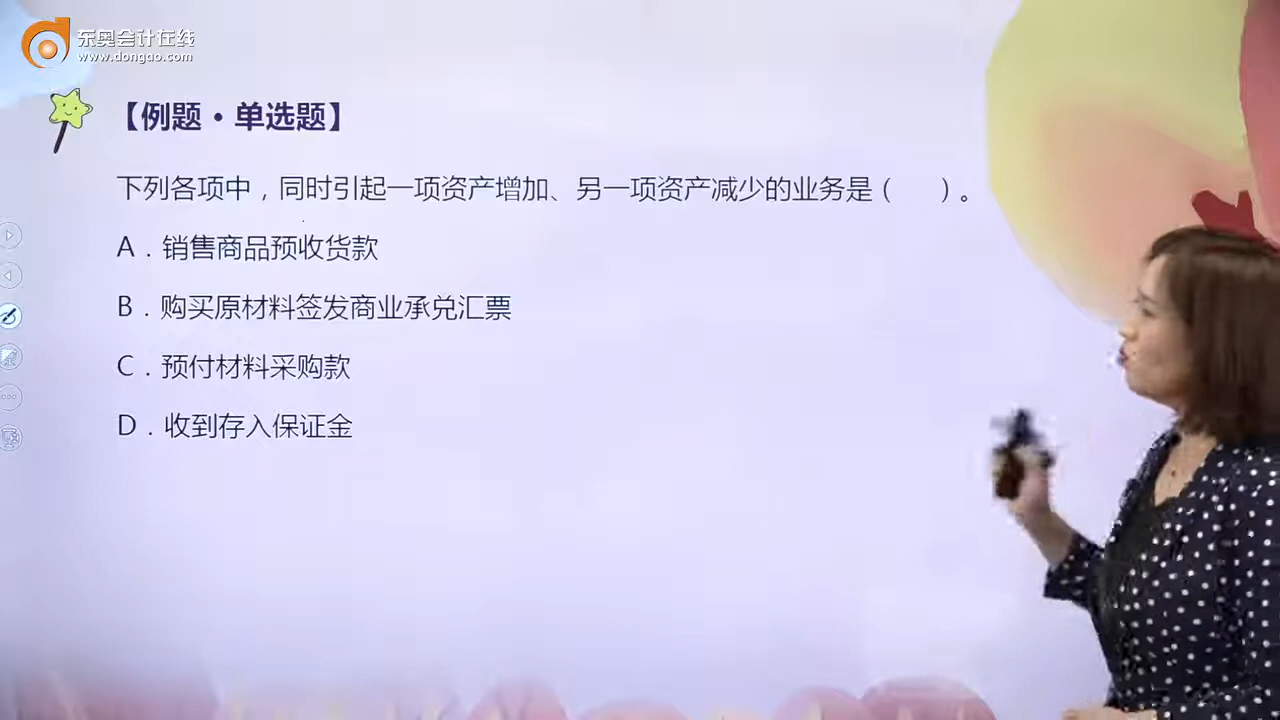 东奥会计在线
www.dongao.com
【例题·单选题】
下列各项中，同时引起一项资产增加、另一项资产减少的业务是（　　）。
A．销售商品预收货款
B．购买原材料签发商业承兑汇票
C．预付材料采购款
D．收到存入保证金